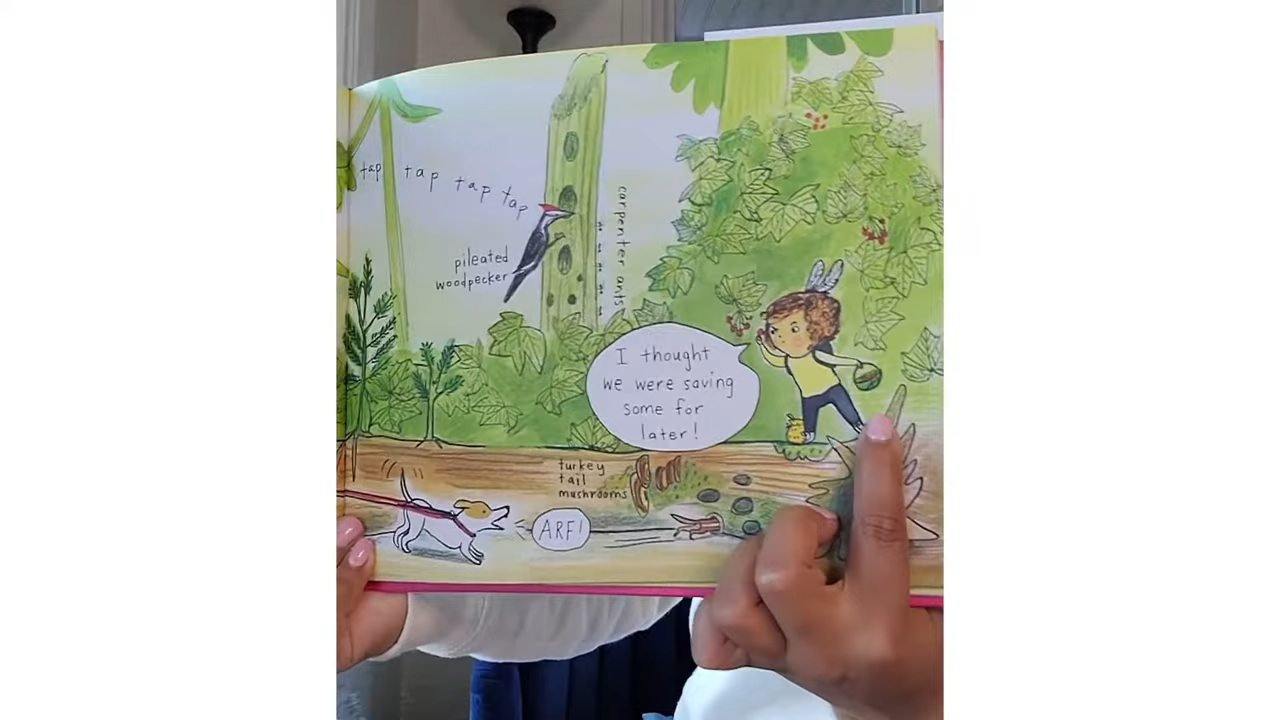 tap tap tap tap
pileated
woodpecker
carpenter ants
I thought
we were saving
some for
later!
turkey
tail
mushrooms
ARF!